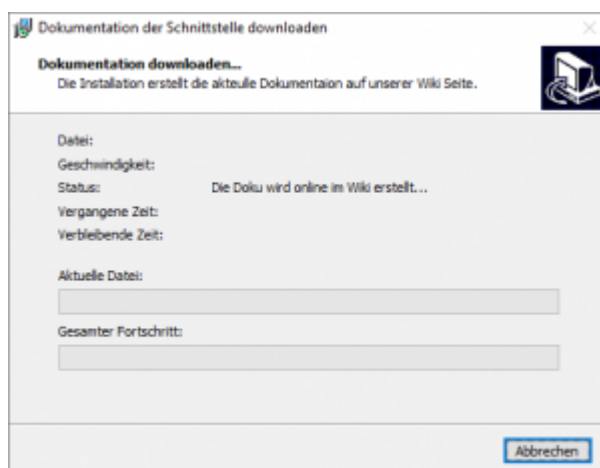 Dokumentation der Schnittstelle downloaden
Dokumentation downloaden...
Die Installation erstellt die akteulle Dokumentaion auf unserer Wiki Seite.
Datei:
Geschwindigkeit:
Status: Die Doku wird online im Wiki erstellt...
Vergangene Zeit:
Verbleibende Zeit:
Aktuelle Datei:
Gesamter Fortschritt:
Abbrechen